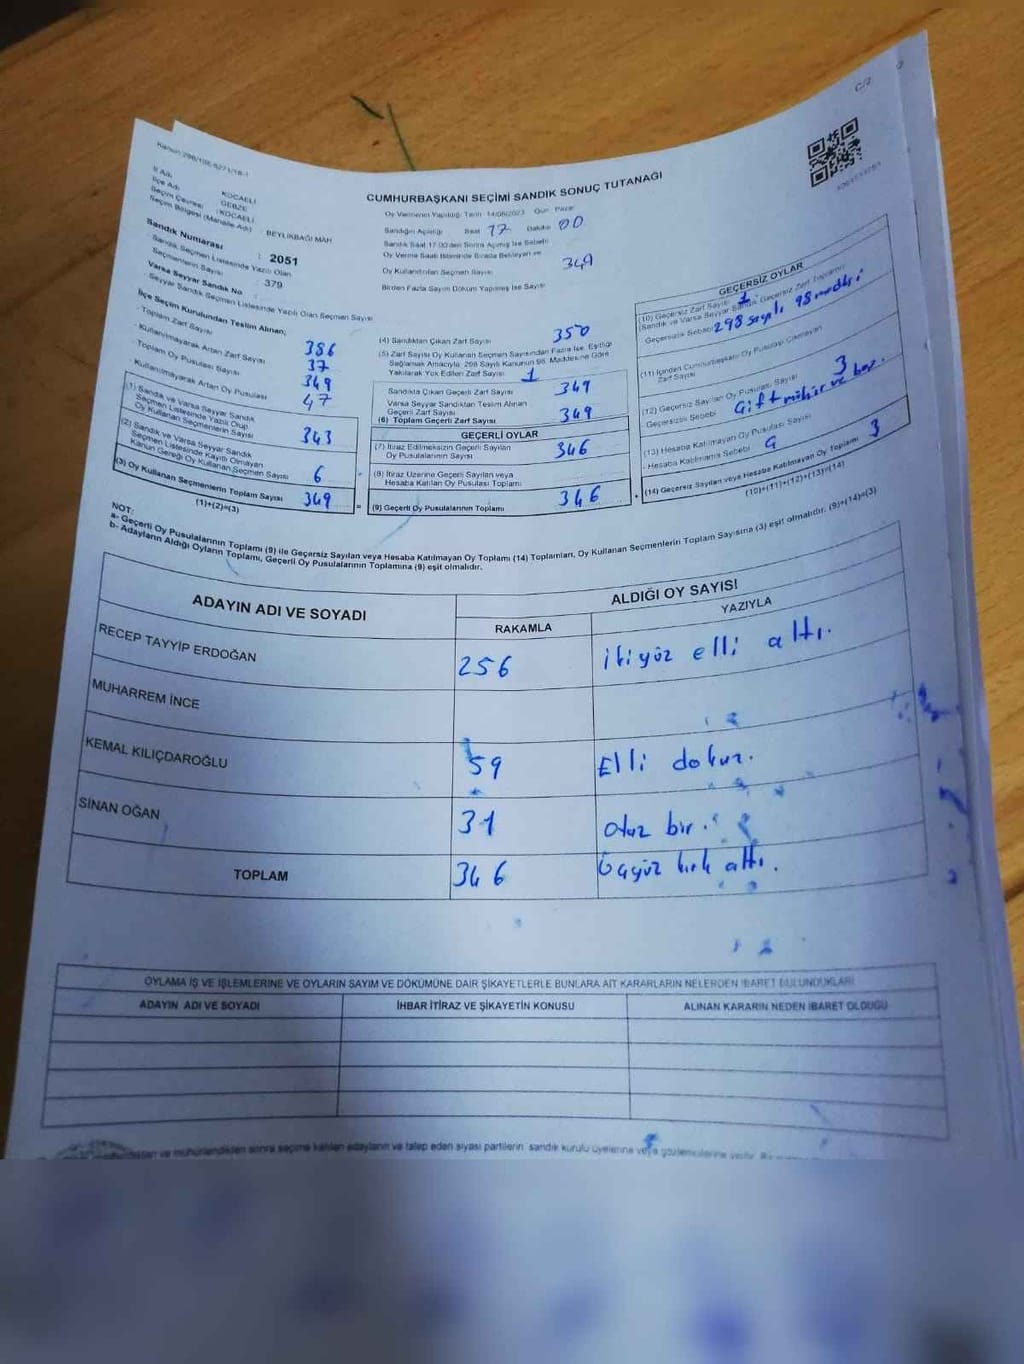 C/2
CUMHURBAŞKANI SEÇİMİ SANDIK SONUÇ TUTANAĞI
İl Adı KOCAELİ
İlçe Adı GEBZE
Seçim Çevresi : KOCAELİ
Seçim Bölgesi (Mahalle Adı) : BEYLİKBAĞI MAH
Sandık Numarası : 2051
Sandık Seçmen Listesinde Yazılı Olan
Seçmenlerin Sayısı : 379
Varsa Seyyar Sandık No
Seyyar Sandık Seçmen Listesinde Yazılı Olan Seçmen Sayısı
Oy Vermenin Yapıldığı Tarih 14/05/2023 Gün Pazar
Sandığın Açıldığı Saat 17 Dakika 00
Sandık Saat 17:00'den Sonra Açılmış İse Sebebi
Oy Verme Saati Bitiminde Sırada Bekleyen ve
Oy Kullandırılan Seçmen Sayısı 349
Birden Fazla Sayım Döküm Yapılmış İse Sayısı
İlçe Seçim Kurulundan Teslim Alınan;
Toplam Zarf Sayısı 386
Kullanılmayarak Artan Zarf Sayısı 37
Toplam Oy Pusulası Sayısı 349
Kullanılmayarak Artan Oy Pusulası 47
(1) Sandık ve Varsa Seyyar Sandık
Seçmen Listesinde Yazılı Olup
Oy Kullanan Seçmenlerin Sayısı 343
(2) Sandık ve Varsa Seyyar Sandık
Seçmen Listesinde Kayıtlı Olmayan
Kanun Gereği Oy Kullanan Seçmen Sayısı 6
(3) Oy Kullanan Seçmenlerin Toplam Sayısı 349
(1)+(2)=(3)
(4) Sandıktan Çıkan Zarf Sayısı 350
(5) Zarf Sayısı Oy Kullanan Seçmen Sayısından Fazla İse, Eşitliği
Sağlamak Amacıyla, 298 Sayılı Kanunun 98. Maddesine Göre
Yakılarak Yok Edilen Zarf Sayısı 1
Sandıkta Çıkan Geçerli Zarf Sayısı 349
Varsa Seyyar Sandıktan Teslim Alınan
Geçerli Zarf Sayısı
(6) Toplam Geçerli Zarf Sayısı 349
GEÇERLİ OYLAR
(7) İtiraz Edilmeksizin Geçerli Sayılan
Oy Pusulalarının Sayısı 346
(8) İtiraz Üzerine Geçerli Sayılan veya
Hesaba Katılan Oy Pusulası Toplamı
(9) Geçerli Oy Pusulalarının Toplamı 346
GEÇERSİZ OYLAR
(10) Geçersiz Zarf Sayısı 1
(Sandık ve Varsa Seyyar Sandık Geçersiz Zarf Toplamı)
Geçersizlik Sebebi 298 sayılı 98
(11) İçinden Cumhurbaşkanı Oy Pusulası Çıkmayan
Zarf Sayısı
(12) Geçersiz Sayılan Oy Pusulası Sayısı 3
Geçersizlik Sebebi Çift mühür ve boş.
(13) Hesaba Katılmayan Oy Pusulası Sayısı
Hesaba Katılmama Sebebi
(14) Geçersiz Sayılan veya Hesaba Katılmayan Oy Toplamı 3
(10)+(11)+(12)+(13)=(14)
NOT:
a- Geçerli Oy Pusulalarının Toplamı (9) ile Geçersiz Sayılan veya Hesaba Katılmayan Oy Toplamı (14) Toplamları, Oy Kullanan Seçmenlerin Toplam Sayısına (3) eşit olmalıdır. (9)+(14)=(3)
b- Adayların Aldığı Oyların Toplamı, Geçerli Oy Pusulalarının Toplamına (9) eşit olmalıdır.
ADAYIN ADI VE SOYADI
ALDIĞI OY SAYISI
RAKAMLA YAZIYLA
RECEP TAYYİP ERDOĞAN 256 ikiyüz elli altı.
MUHARREM İNCE
KEMAL KILIÇDAROĞLU 59 Elli dokuz.
SİNAN OĞAN 31 otuz bir.
TOPLAM 346 üçyüz kırk altı.
OYLAMA İŞ VE İŞLEMLERİNE VE OYLARIN SAYIM VE DÖKÜMÜNE DAİR ŞİKAYETLERLE BUNLARA AİT KARARLARIN NELERDEN İBARET BULUNDUKLARI
ADAYIN ADI VE SOYADI İHBAR İTİRAZ VE ŞİKAYETİN KONUSU ALINAN KARARIN NEDEN İBARET OLDUĞU
ve mühürlendikten sonra seçime katılan adayların ve talep eden siyasi partilerin sandık kurulu üyelerine veya gözlemcilerine verilir.